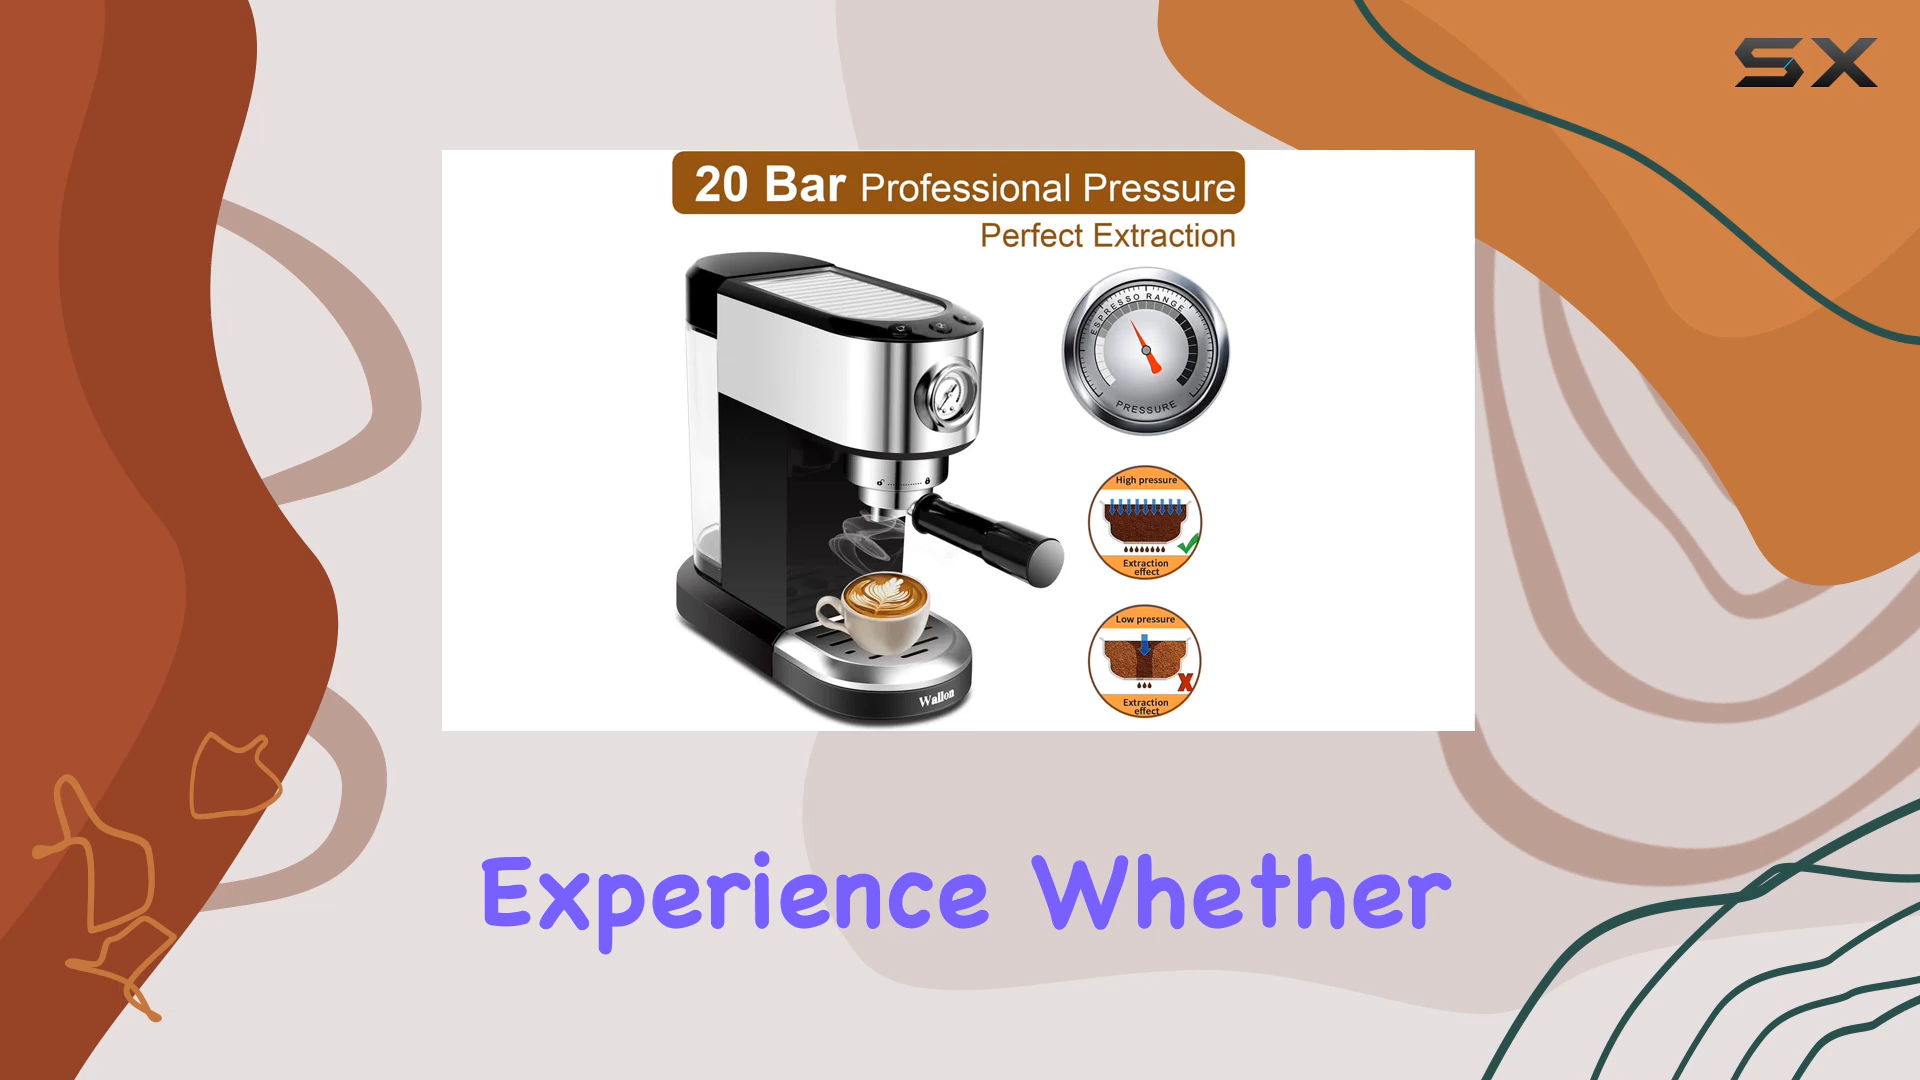 SX
20 Bar Professional Pressure
Perfect Extraction
ESPRESSO RANGE
PRESSURE
High pressure
Extraction
effect
Low pressure
Extraction
effect
Wallon
Experience Whether